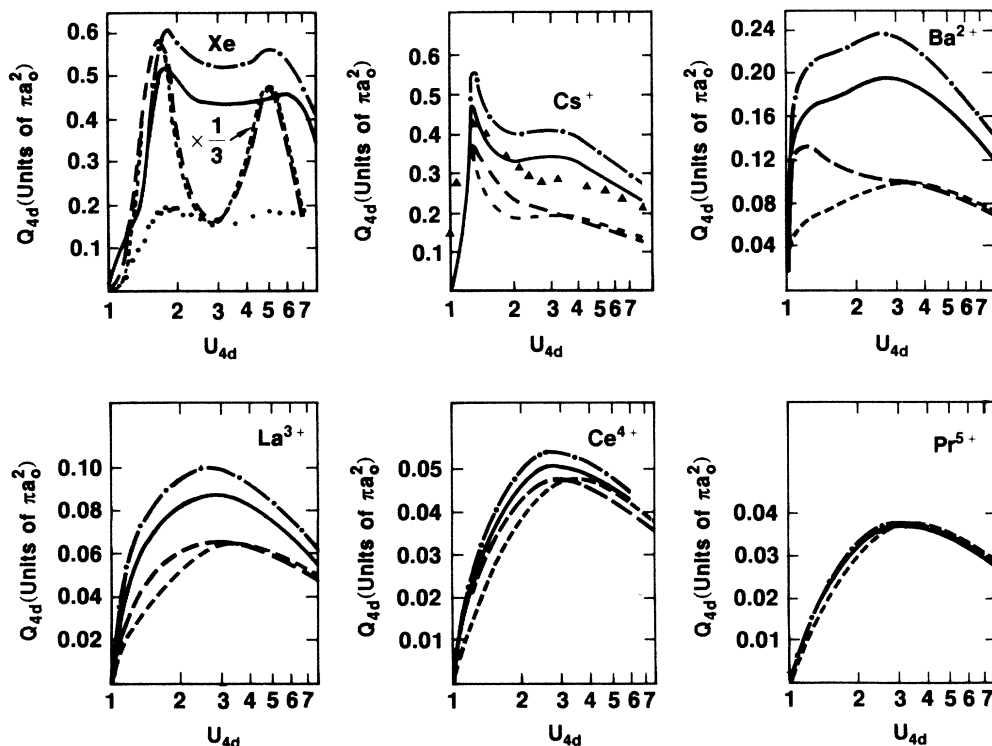 Q4d(Units of πa₀²)
0.6
0.5
0.4
0.3
0.2
0.1
Xe
× 1/3
1 2 3 4 5 6 7
U4d
Q4d(Units of πa₀²)
0.6
0.5
0.4
0.3
0.2
0.1
0
Cs+
1 2 3 4 5 6 7
U4d
Q4d(Units of πa₀²)
0.24
0.20
0.16
0.12
0.08
0.04
Ba2+
1 2 3 4 5 6 7
U4d
Q4d(Units of πa₀²)
0.10
0.08
0.06
0.04
0.02
La3+
1 2 3 4 5 6 7
U4d
Q4d(Units of πa₀²)
0.05
0.04
0.03
0.02
0.01
0
Ce4+
1 2 3 4 5 6 7
U4d
Q4d(Units of πa₀²)
0.04
0.03
0.02
0.01
Pr5+
1 2 3 4 5 6 7
U4d